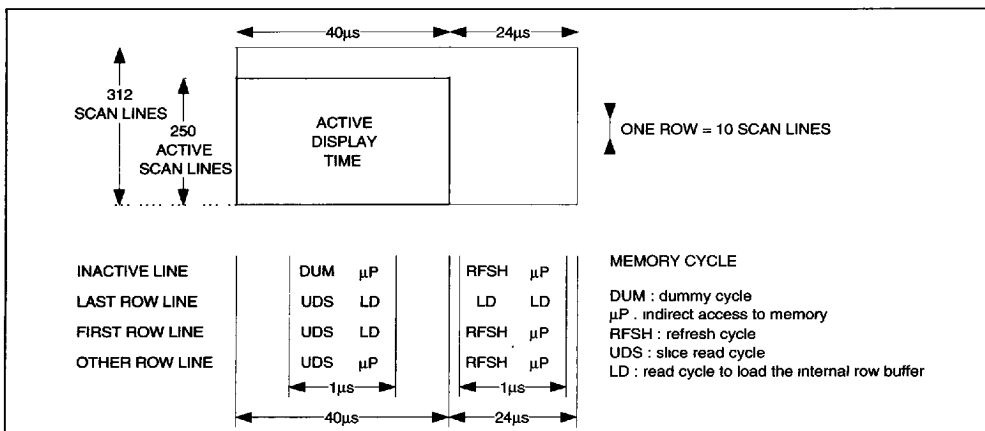 40µs 24µs
312
SCAN LINES
250
ACTIVE
SCAN LINES
ACTIVE
DISPLAY
TIME
ONE ROW = 10 SCAN LINES
INACTIVE LINE DUM µP RFSH µP
LAST ROW LINE UDS LD LD LD
FIRST ROW LINE UDS LD RFSH µP
OTHER ROW LINE UDS µP RFSH µP
1µs 1µs
40µs 24µs
MEMORY CYCLE
DUM : dummy cycle
µP . indirect access to memory
RFSH : refresh cycle
UDS : slice read cycle
LD : read cycle to load the internal row buffer